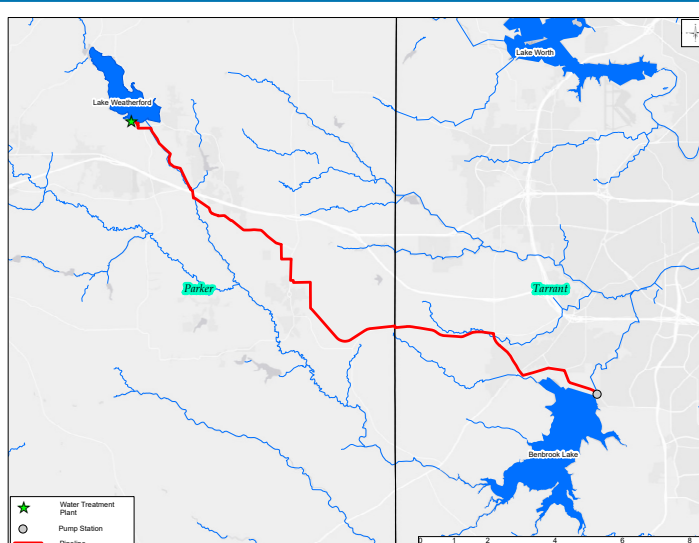 Lake Worth
Lake Weatherford
Parker
Tarrant
Benbrook Lake
Water Treatment
Plant
Pump Station
Pipeline
0 1 2 4 6 8